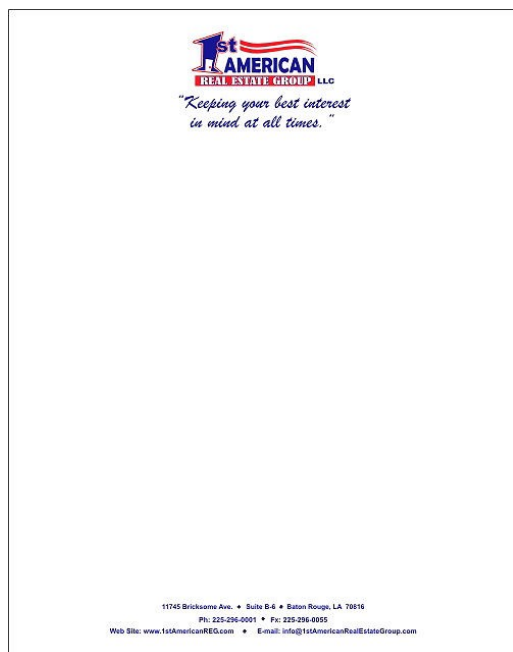 1st
AMERICAN
REAL ESTATE GROUP LLC
"Keeping your best interest
in mind at all times."
11745 Bricksome Ave. ♦ Suite B-6 ♦ Baton Rouge, LA 70816
Ph: 225-296-0001 ♦ Fx: 225-296-0055
Web Site: www.1stAmericanREG.com ♦ E-mail: info@1stAmericanRealEstateGroup.com